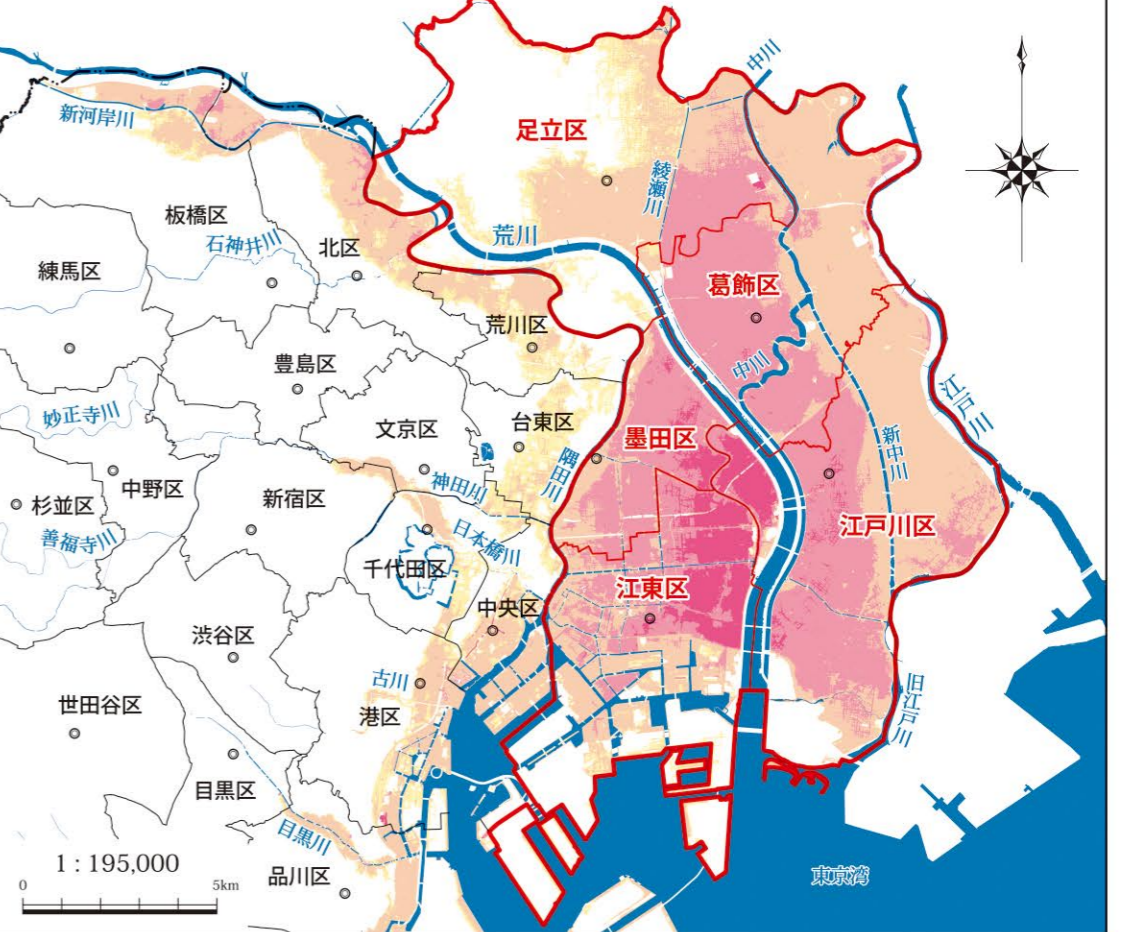 中川
新河岸川
足立区
綾瀬川
板橋区
石神井川
北区
荒川
練馬区
葛飾区
荒川区
豊島区
中川
江戸川
妙正寺川
文京区
台東区
墨田区
新中川
隅田川
中野区
新宿区
神田川
杉並区
江戸川区
善福寺川
日本橋川
千代田区
江東区
中央区
渋谷区
古川
旧江戸川
世田谷区
港区
目黒区
目黒川
1 : 195,000
品川区
東京湾
0
5km